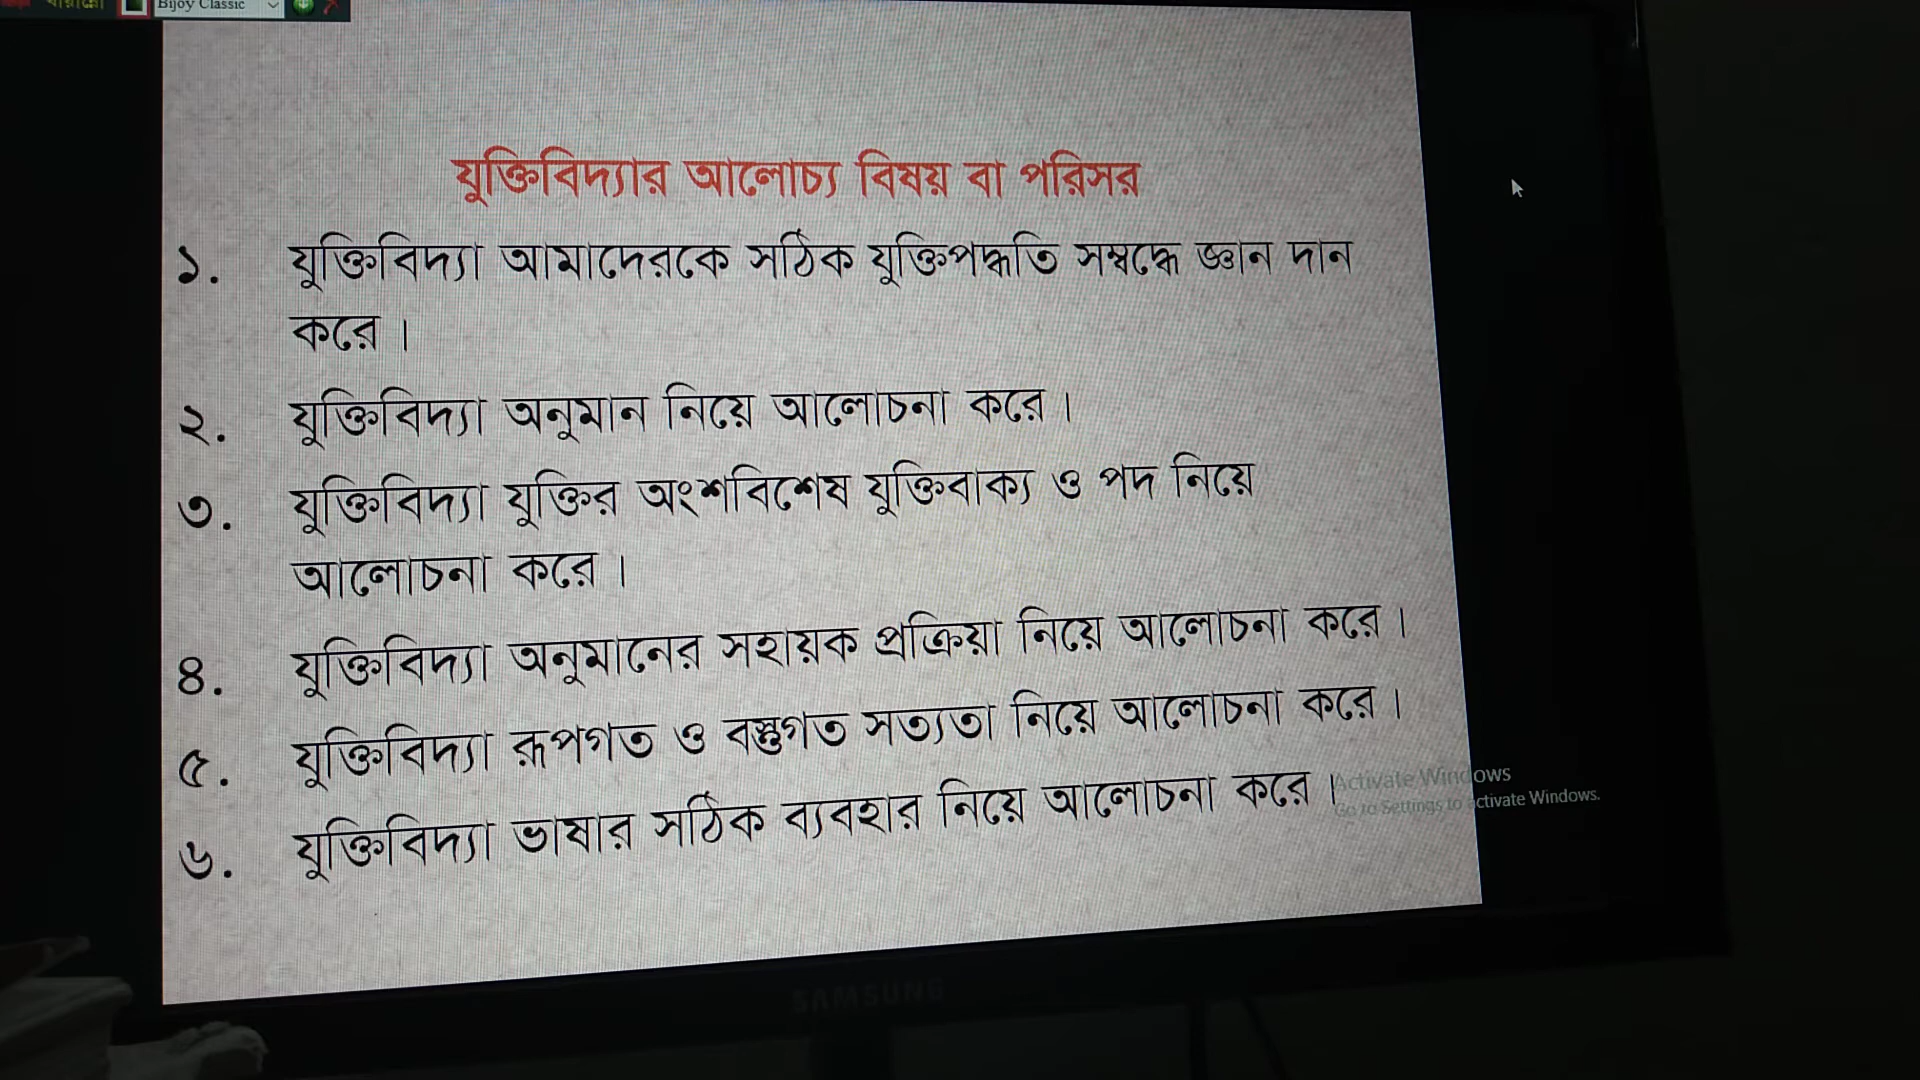 Bijoy Classic
যুক্তিবিদ্যার আলোচ্য বিষয় বা পরিসর
১. যুক্তিবিদ্যা আমাদেরকে সঠিক যুক্তিপদ্ধতি সম্বন্ধে জ্ঞান দান
করে।
২. যুক্তিবিদ্যা অনুমান নিয়ে আলোচনা করে।
৩. যুক্তিবিদ্যা যুক্তির অংশবিশেষ যুক্তিবাক্য ও পদ নিয়ে
আলোচনা করে।
৪. যুক্তিবিদ্যা অনুমানের সহায়ক প্রক্রিয়া নিয়ে আলোচনা করে।
৫. যুক্তিবিদ্যা রূপগত ও বস্তুগত সত্যতা নিয়ে আলোচনা করে।
৬. যুক্তিবিদ্যা ভাষার সঠিক ব্যবহার নিয়ে আলোচনা করে।
Activate Windows
Go to Settings to activate Windows.
SAMSUNG